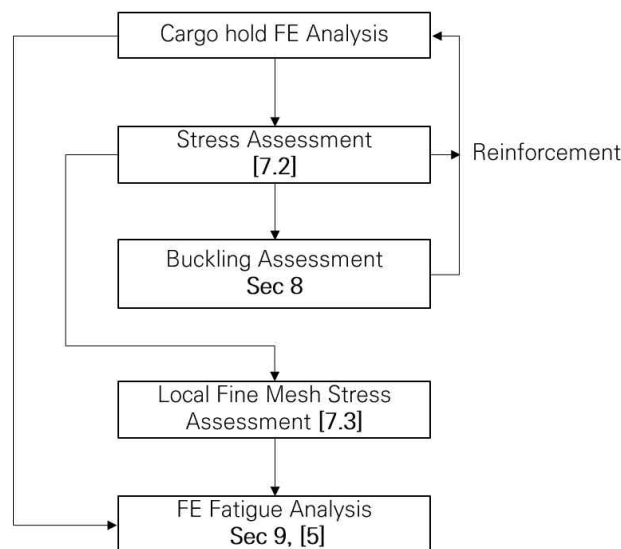 Cargo hold FE Analysis
Stress Assessment
[7.2]
Reinforcement
Buckling Assessment
Sec 8
Local Fine Mesh Stress
Assessment [7.3]
FE Fatigue Analysis
Sec 9, [5]